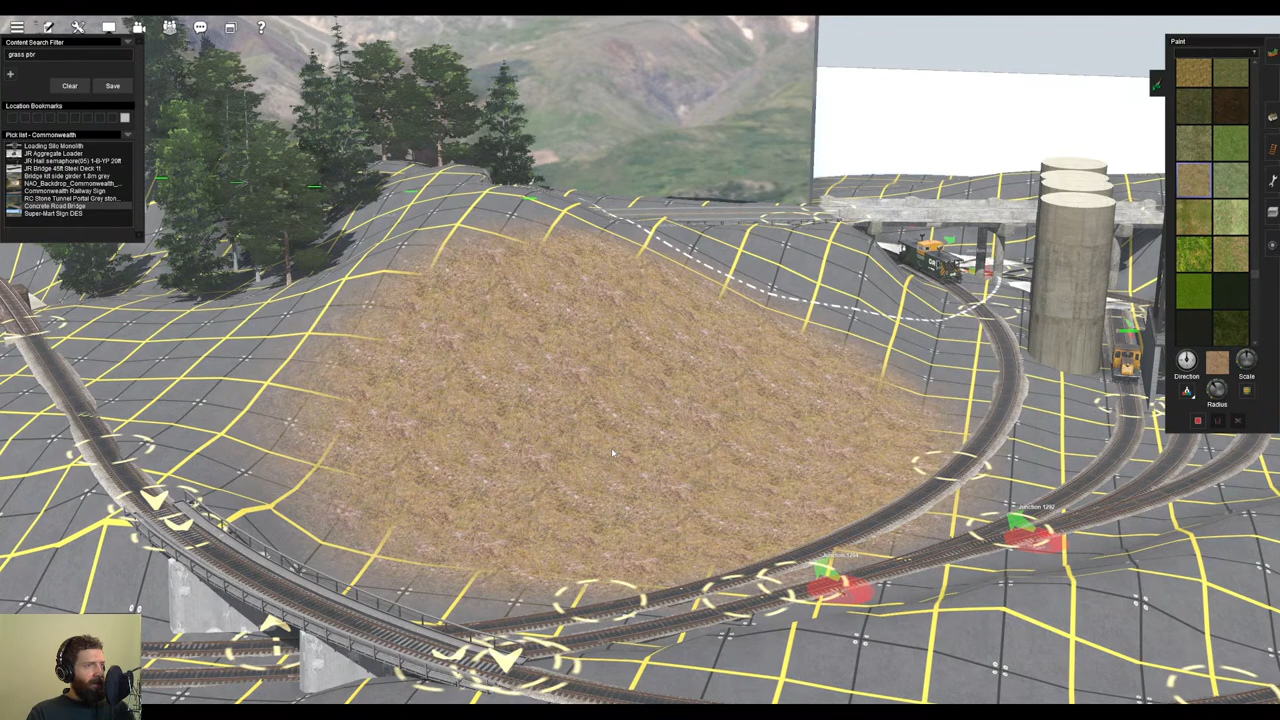 ?
Content Search Filter
grass pbr
Clear
Save
Location Bookmarks
Pick list - Commonwealth
Loading Silo Monolith
JR Aggregate Loader
JR Hall semaphore(05) 1-B-YP 20ft
JR Bridge 45ft Steel Deck 1t
Bridge kit side girder 1.8m grey
NAO_Backdrop_Commonwealth_...
Commonwealth Railway Sign
RC Stone Tunnel Portal Grey ston...
Concrete Road Bridge
Super-Mart Sign DES
Paint
Direction
Scale
Radius
Junction 1292